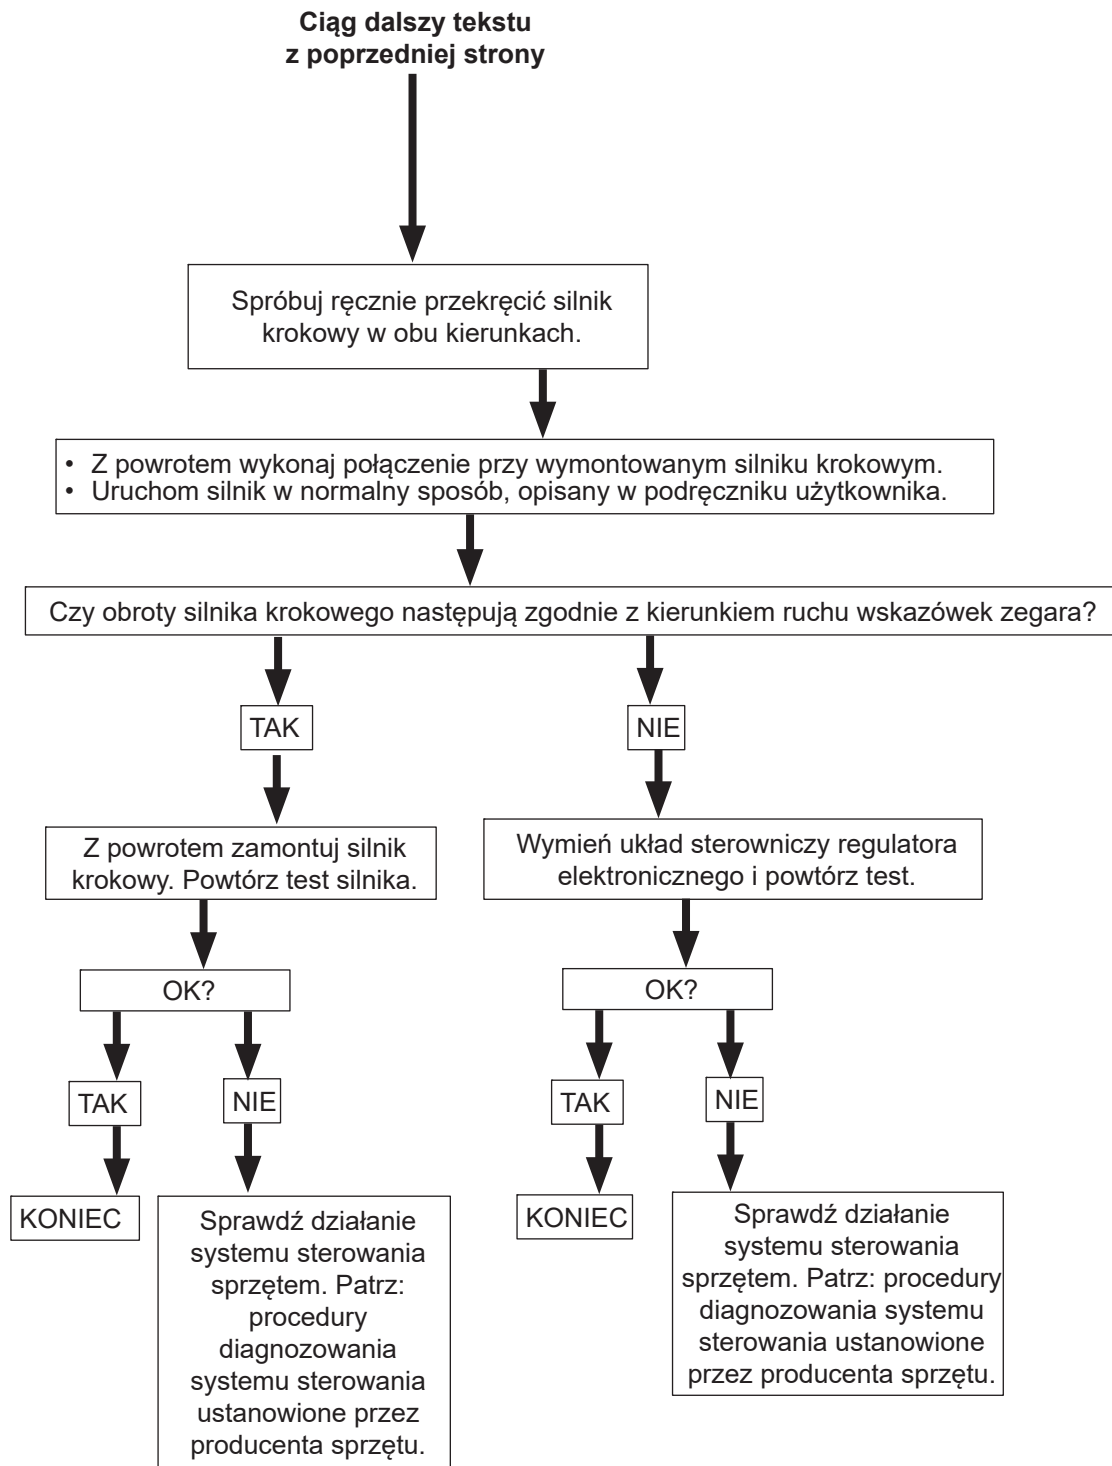 Ciąg dalszy tekstu
z poprzedniej strony
Spróbuj ręcznie przekręcić silnik
krokowy w obu kierunkach.
• Z powrotem wykonaj połączenie przy wymontowanym silniku krokowym.
• Uruchom silnik w normalny sposób, opisany w podręczniku użytkownika.
Czy obroty silnika krokowego następują zgodnie z kierunkiem ruchu wskazówek zegara?
TAK
NIE
Z powrotem zamontuj silnik
krokowy. Powtórz test silnika.
Wymień układ sterowniczy regulatora
elektronicznego i powtórz test.
OK?
OK?
TAK
NIE
TAK
NIE
KONIEC
Sprawdź działanie
systemu sterowania
sprzętem. Patrz:
procedury
diagnozowania
systemu sterowania
ustanowione przez
producenta sprzętu.
KONIEC
Sprawdź działanie
systemu sterowania
sprzętem. Patrz: procedury
diagnozowania systemu
sterowania ustanowione
przez producenta sprzętu.